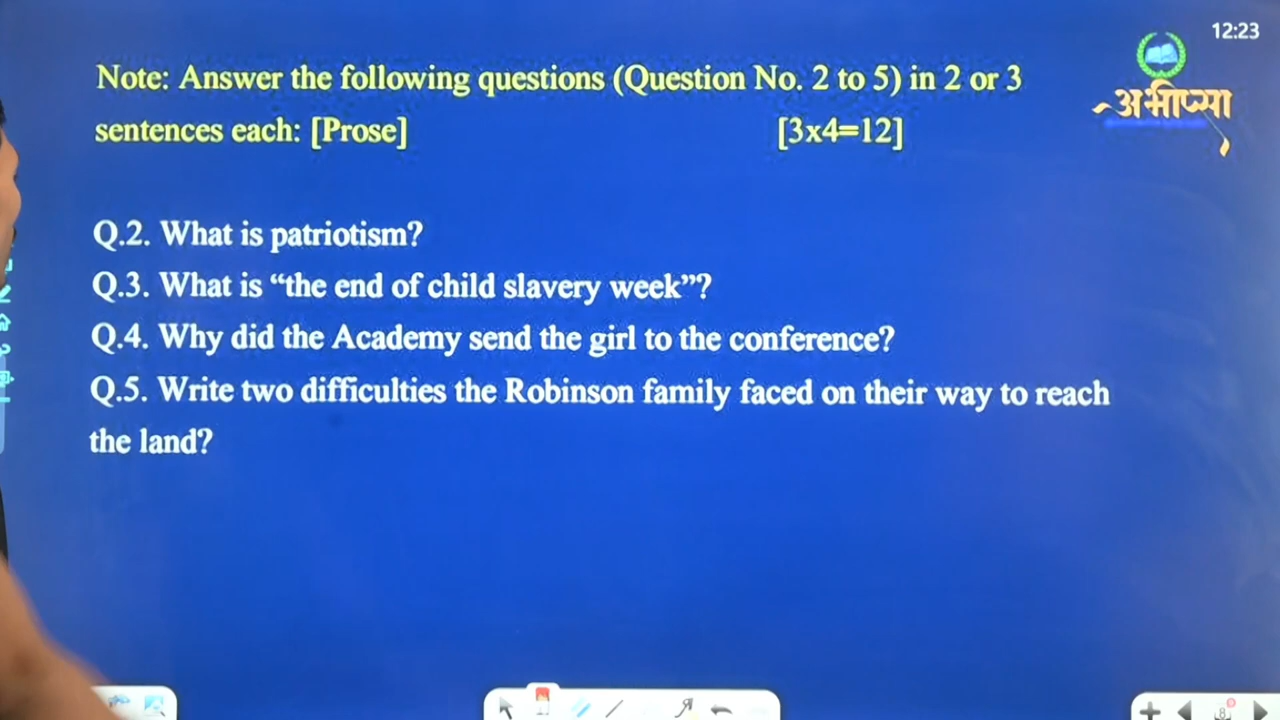 12:23
Note: Answer the following questions (Question No. 2 to 5) in 2 or 3
sentences each: [Prose] [3x4=12]
अभीप्सा
Q.2. What is patriotism?
Q.3. What is “the end of child slavery week”?
Q.4. Why did the Academy send the girl to the conference?
Q.5. Write two difficulties the Robinson family faced on their way to reach
the land?
8